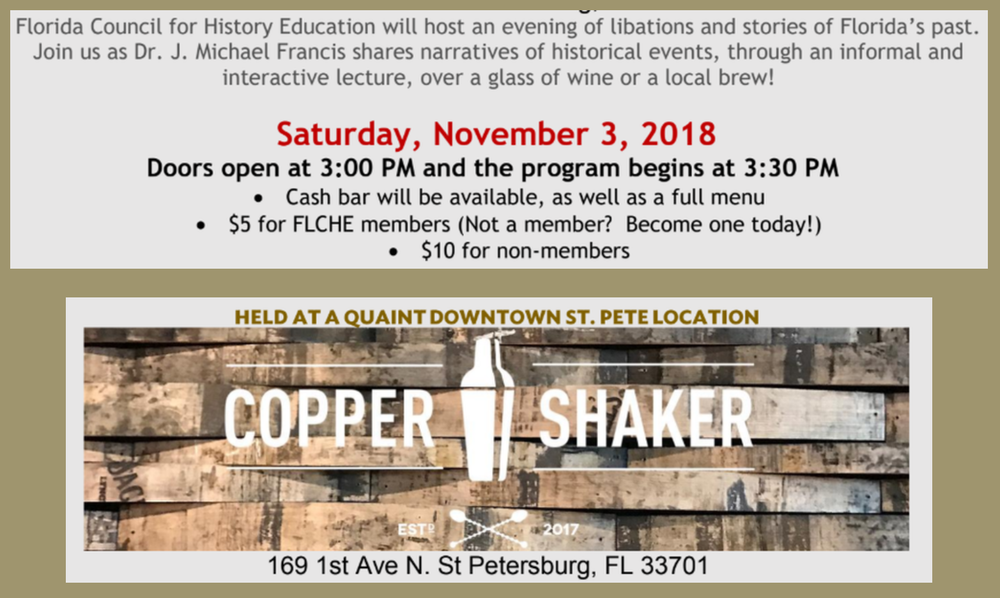 Florida Council for History Education will host an evening of libations and stories of Florida's past.
Join us as Dr. J. Michael Francis shares narratives of historical events, through an informal and
interactive lecture, over a glass of wine or a local brew!
Saturday, November 3, 2018
Doors open at 3:00 PM and the program begins at 3:30 PM
• Cash bar will be available, as well as a full menu
• $5 for FLCHE members (Not a member? Become one today!)
• $10 for non-members
HELD AT A QUAINT DOWNTOWN ST. PETE LOCATION
COPPER SHAKER
ESTD 2017
169 1st Ave N. St Petersburg, FL 33701